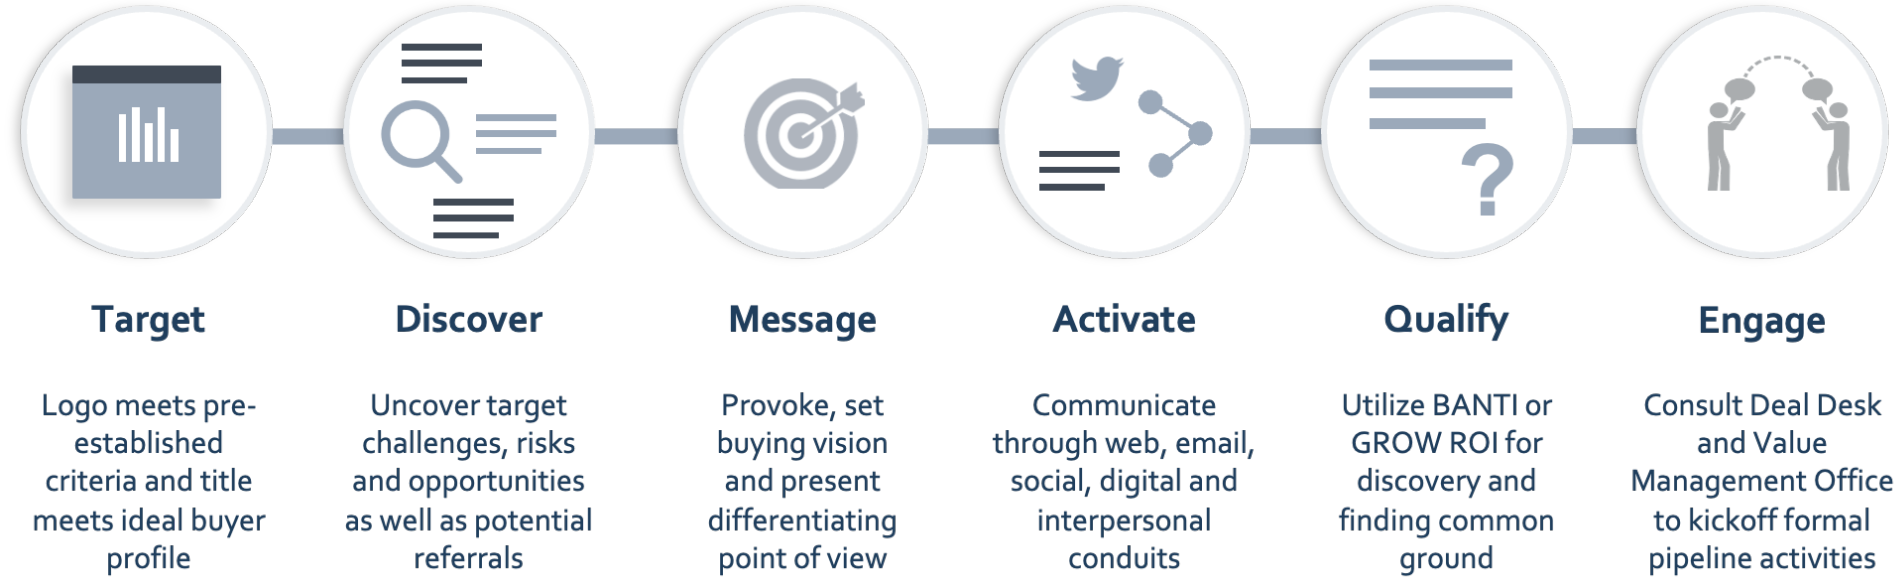 Target
Logo meets pre-
established
criteria and title
meets ideal buyer
profile
Discover
Uncover target
challenges, risks
and opportunities
as well as potential
referrals
Message
Provoke, set
buying vision
and present
differentiating
point of view
Activate
Communicate
through web, email,
social, digital and
interpersonal
conduits
Qualify
Utilize BANTI or
GROW ROI for
discovery and
finding common
ground
Engage
Consult Deal Desk
and Value
Management Office
to kickoff formal
pipeline activities
?